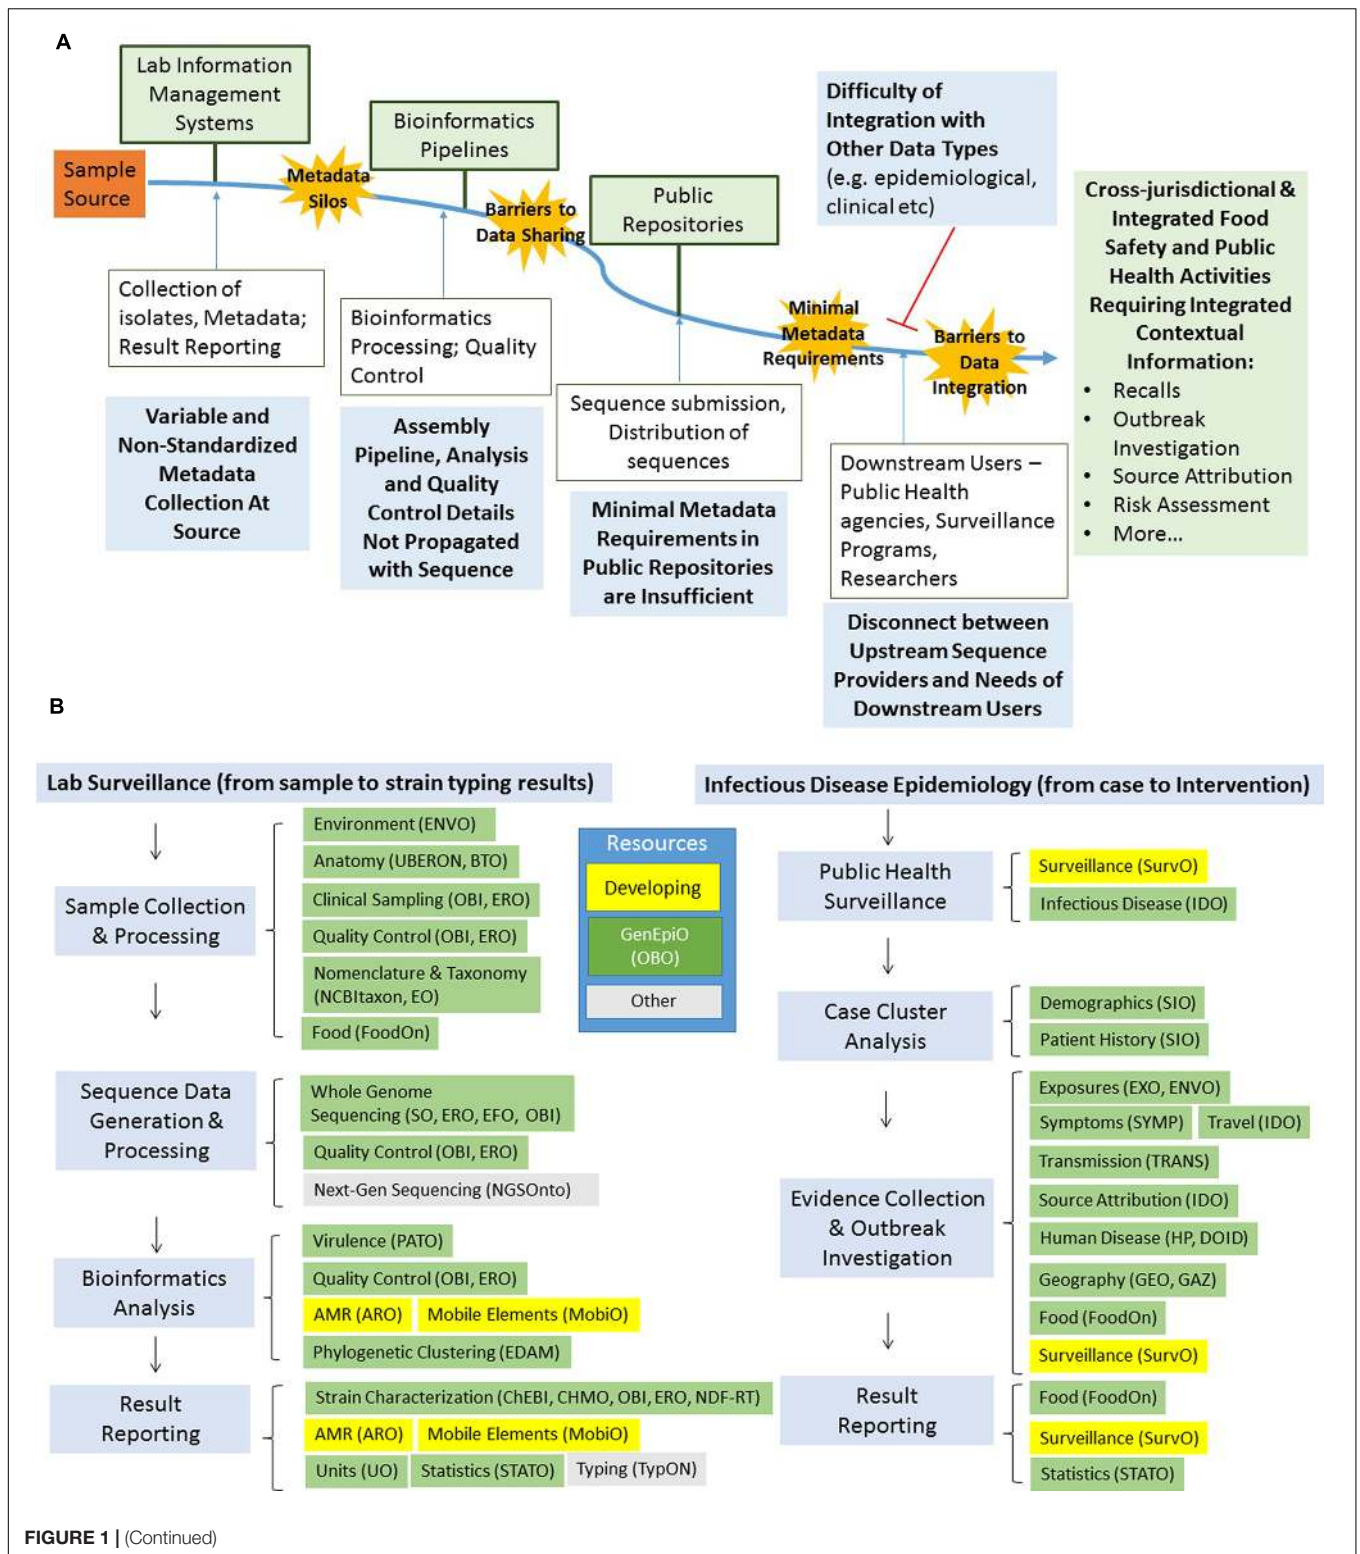 A
Lab Information
Management
Systems
Sample
Source
Metadata
Silos
Bioinformatics
Pipelines
Barriers to
Data Sharing
Public
Repositories
Difficulty of
Integration with
Other Data Types
(e.g. epidemiological,
clinical etc)
Minimal
Metadata
Requirements
Barriers to
Data
Integration
Cross-jurisdictional &
Integrated Food
Safety and Public
Health Activities
Requiring Integrated
Contextual
Information:
• Recalls
• Outbreak
Investigation
• Source Attribution
• Risk Assessment
• More...
Collection of
isolates, Metadata;
Result Reporting
Variable and
Non-Standardized
Metadata
Collection At
Source
Bioinformatics
Processing; Quality
Control
Assembly
Pipeline, Analysis
and Quality
Control Details
Not Propagated
with Sequence
Sequence submission,
Distribution of
sequences
Minimal Metadata
Requirements in
Public Repositories
are Insufficient
Downstream Users –
Public Health
agencies, Surveillance
Programs,
Researchers
Disconnect between
Upstream Sequence
Providers and Needs of
Downstream Users
B
Lab Surveillance (from sample to strain typing results)
Sample Collection
& Processing
Environment (ENVO)
Anatomy (UBERON, BTO)
Clinical Sampling (OBI, ERO)
Quality Control (OBI, ERO)
Nomenclature & Taxonomy
(NCBItaxon, EO)
Food (FoodOn)
Sequence Data
Generation &
Processing
Whole Genome
Sequencing (SO, ERO, EFO, OBI)
Quality Control (OBI, ERO)
Next-Gen Sequencing (NGSOnto)
Bioinformatics
Analysis
Virulence (PATO)
Quality Control (OBI, ERO)
AMR (ARO) Mobile Elements (MobiO)
Phylogenetic Clustering (EDAM)
Result
Reporting
Strain Characterization (ChEBI, CHMO, OBI, ERO, NDF-RT)
AMR (ARO) Mobile Elements (MobiO)
Units (UO) Statistics (STATO) Typing (TypON)
Resources
Developing
GenEpiO
(OBO)
Other
Infectious Disease Epidemiology (from case to Intervention)
Public Health
Surveillance
Surveillance (SurvO)
Infectious Disease (IDO)
Case Cluster
Analysis
Demographics (SIO)
Patient History (SIO)
Evidence Collection
& Outbreak
Investigation
Exposures (EXO, ENVO)
Symptoms (SYMP) Travel (IDO)
Transmission (TRANS)
Source Attribution (IDO)
Human Disease (HP, DOID)
Geography (GEO, GAZ)
Food (FoodOn)
Surveillance (SurvO)
Result
Reporting
Food (FoodOn)
Surveillance (SurvO)
Statistics (STATO)
FIGURE 1 | (Continued)